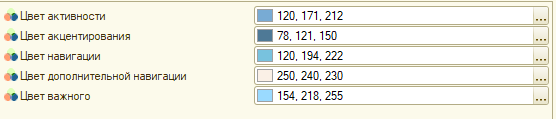 Цвет активности 120, 171, 212 ...
Цвет акцентирования 78, 121, 150 ...
Цвет навигации 120, 194, 222 ...
Цвет дополнительной навигации 250, 240, 230 ...
Цвет важного 154, 218, 255 ...